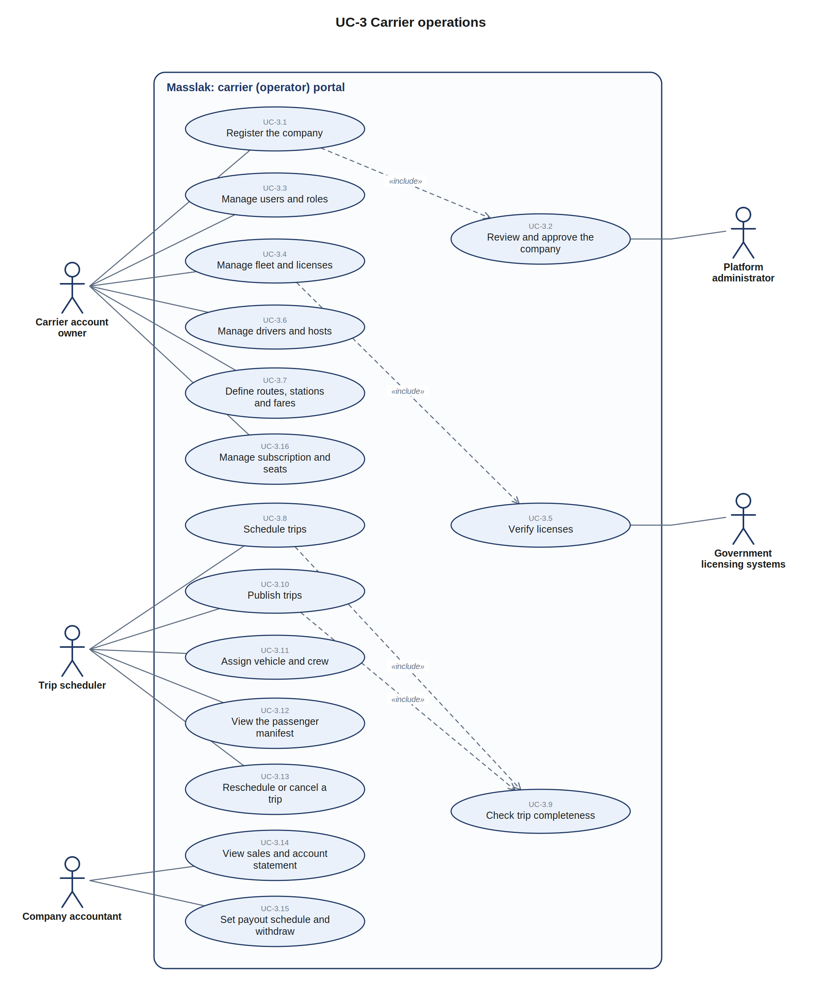 UC-3 Carrier operations
Masslak: carrier (operator) portal
UC-3.1
Register the company
«include»
UC-3.3
Manage users and roles
UC-3.2
Review and approve the
company
Platform
administrator
UC-3.4
Manage fleet and licenses
Carrier account
owner
UC-3.6
Manage drivers and hosts
UC-3.7
Define routes, stations
and fares
«include»
UC-3.16
Manage subscription and
seats
UC-3.8
Schedule trips
UC-3.5
Verify licenses
Government
licensing systems
UC-3.10
Publish trips
UC-3.11
Assign vehicle and crew
«include»
Trip scheduler
«include»
UC-3.12
View the passenger
manifest
UC-3.13
Reschedule or cancel a
trip
UC-3.9
Check trip completeness
UC-3.14
View sales and account
statement
Company accountant
UC-3.15
Set payout schedule and
withdraw